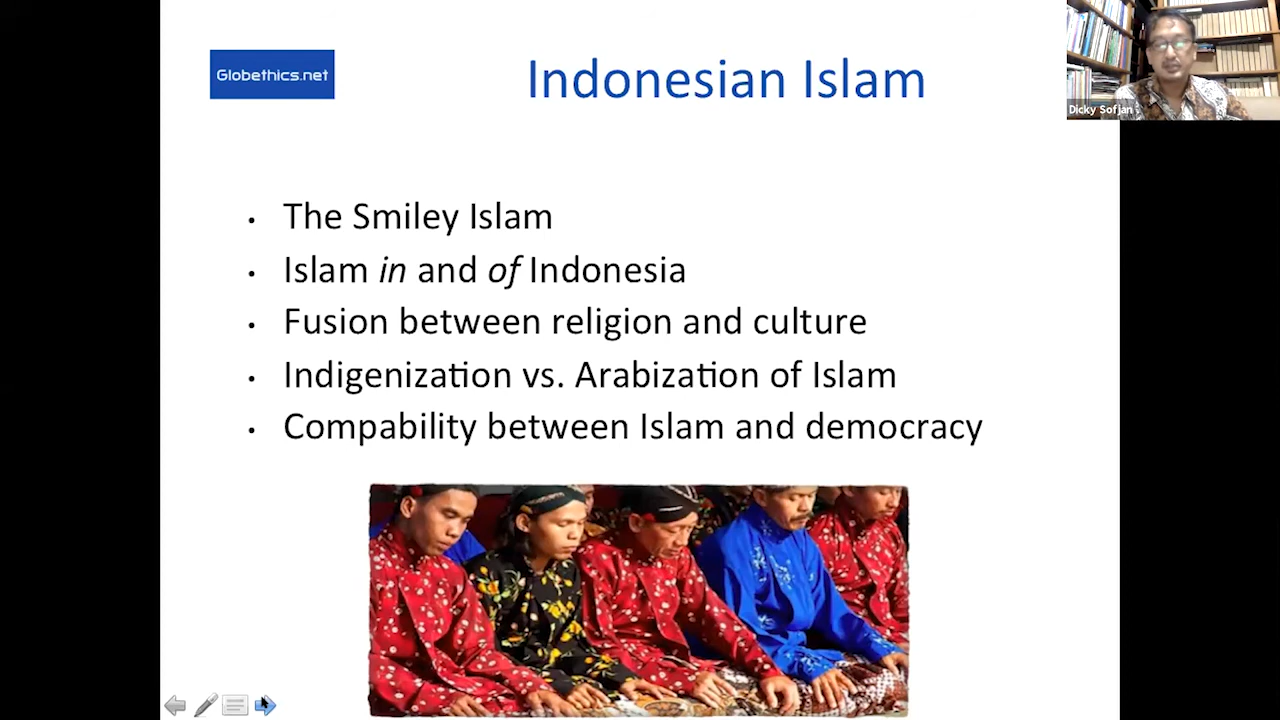 Globethics.net
Indonesian Islam
Dicky Sofjan
• The Smiley Islam
• Islam in and of Indonesia
• Fusion between religion and culture
• Indigenization vs. Arabization of Islam
• Compability between Islam and democracy